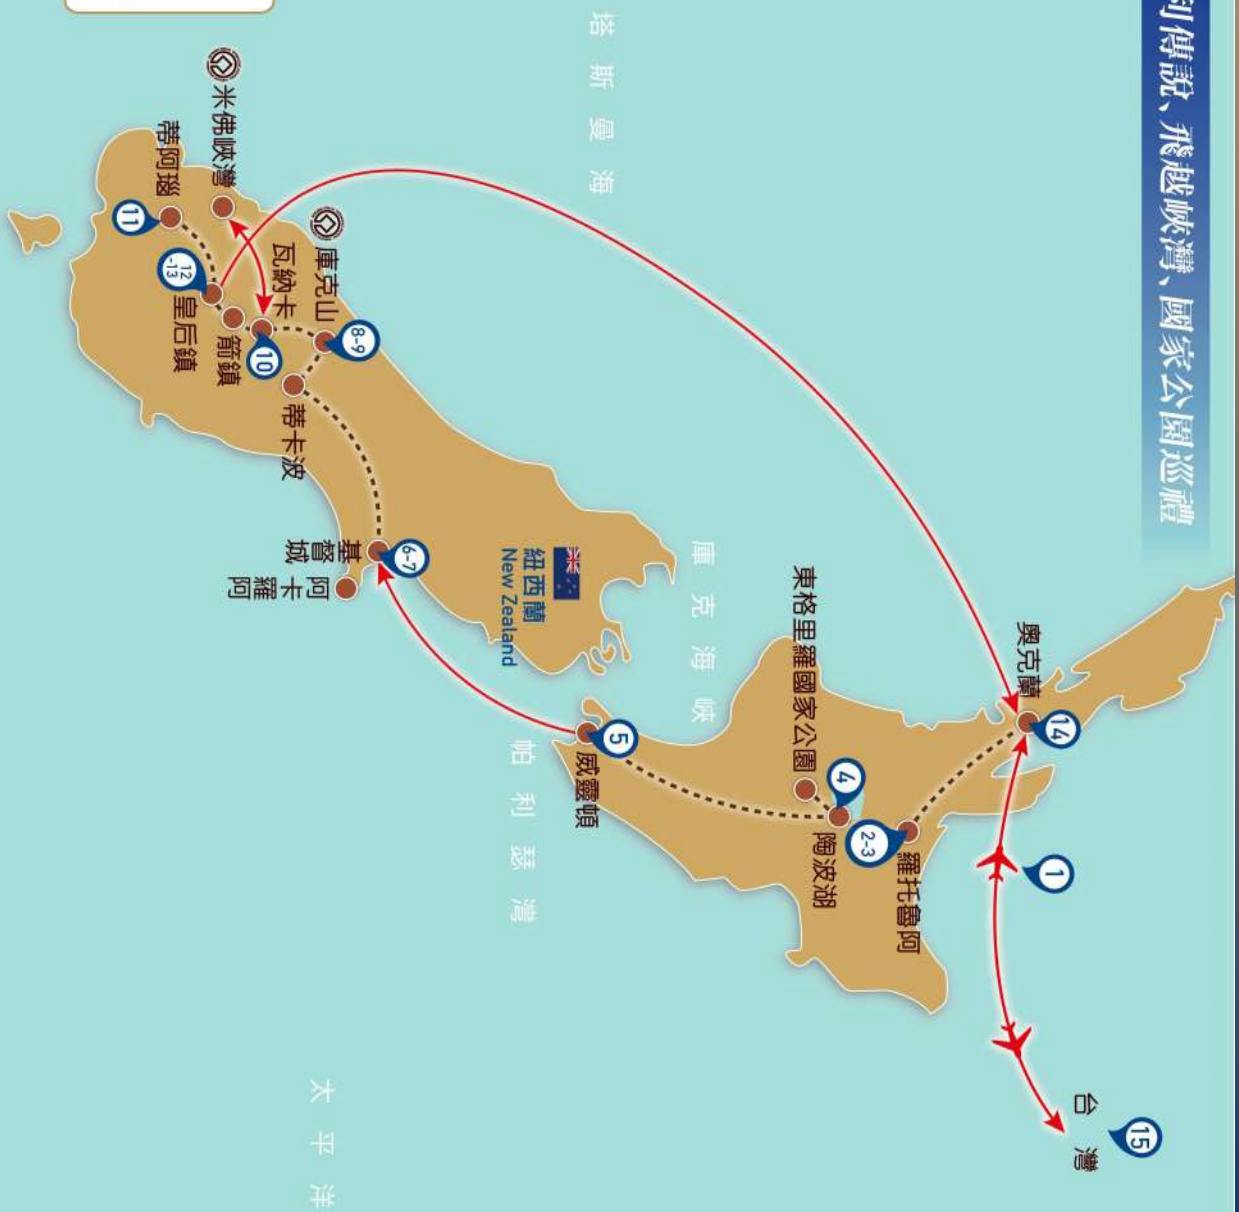 利傳說、飛越峽灣、國家公園巡禮
塔斯曼海
米佛峽灣
蒂阿瑙
11
12-13
皇后鎮
箭鎮
瓦納卡
10
庫克山
8-9
蒂卡波
基督城
6-7
阿卡羅阿
紐西蘭
New Zealand
庫克海峽
帕利瑟灣
5
威靈頓
東格里羅國家公園
4
陶波湖
2-3
羅托魯阿
奧克蘭
14
1
台灣
15
太平洋